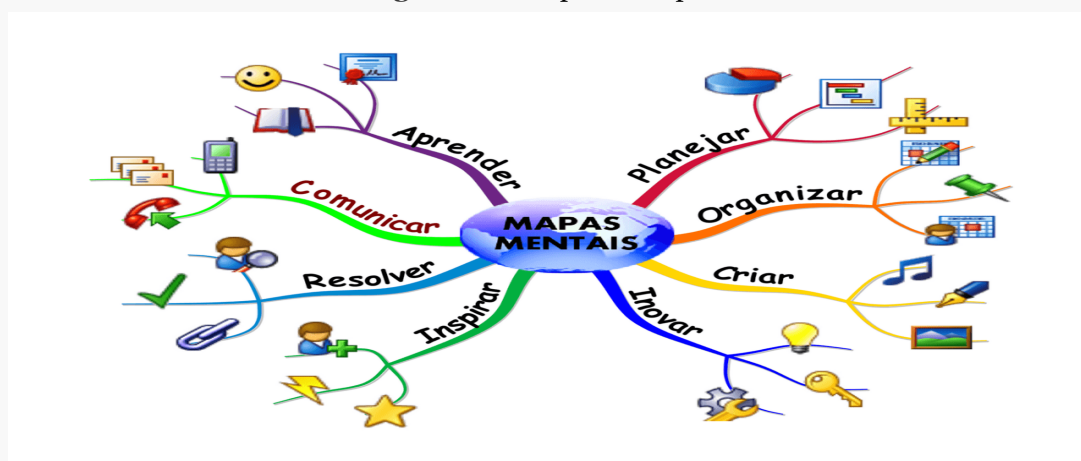 Aprender
Planejar
Comunicar
Organizar
MAPAS
MENTAIS
Resolver
Criar
Inspirar
Inovar